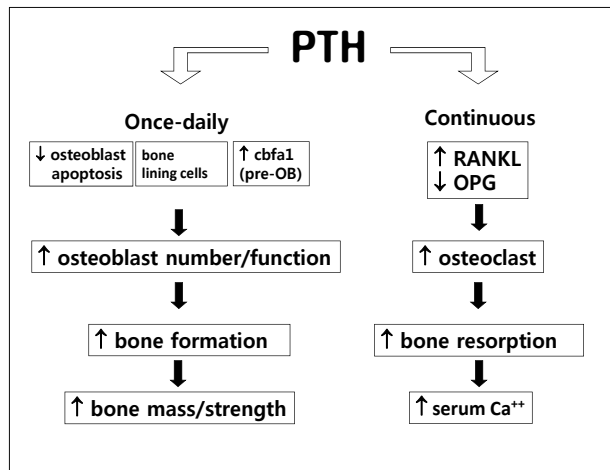 PTH
Once-daily
↓ osteoblast
apoptosis
bone
lining cells
↑ cbfa1
(pre-OB)
↑ osteoblast number/function
↑ bone formation
↑ bone mass/strength
Continuous
↑ RANKL
↓ OPG
↑ osteoclast
↑ bone resorption
↑ serum Ca⁺⁺